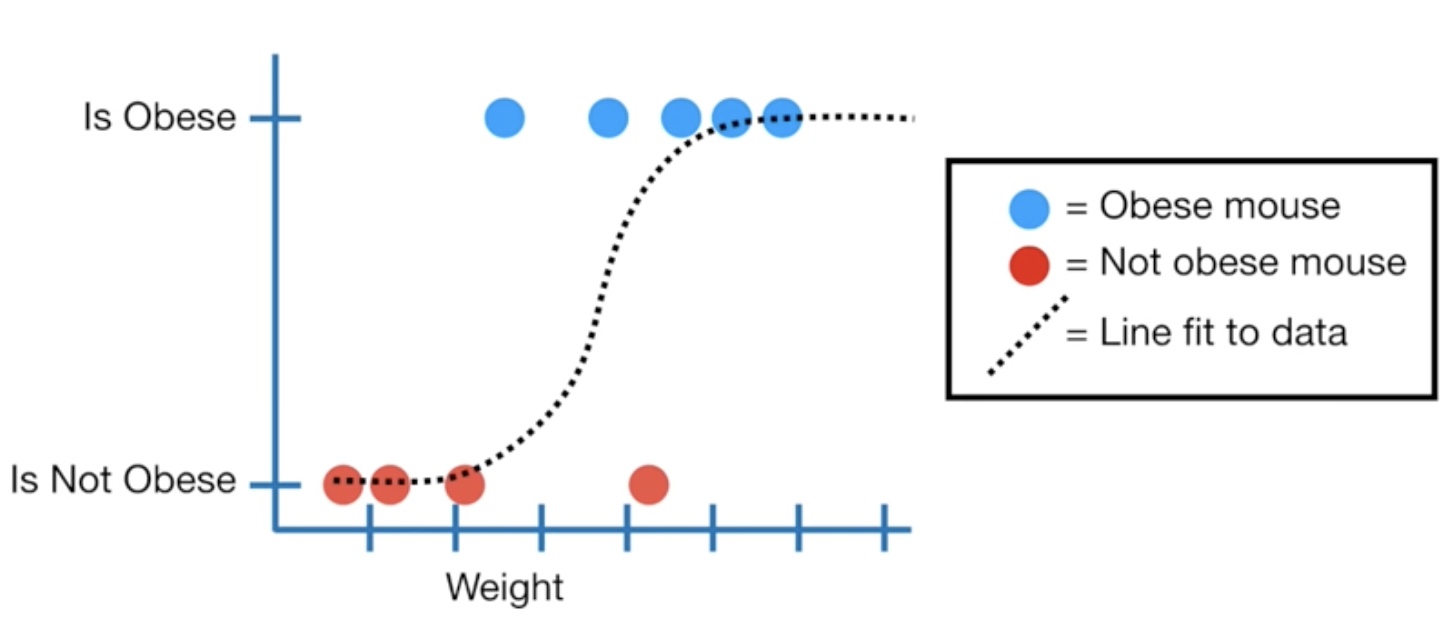 Is Obese
= Obese mouse
= Not obese mouse
= Line fit to data
Is Not Obese
Weight